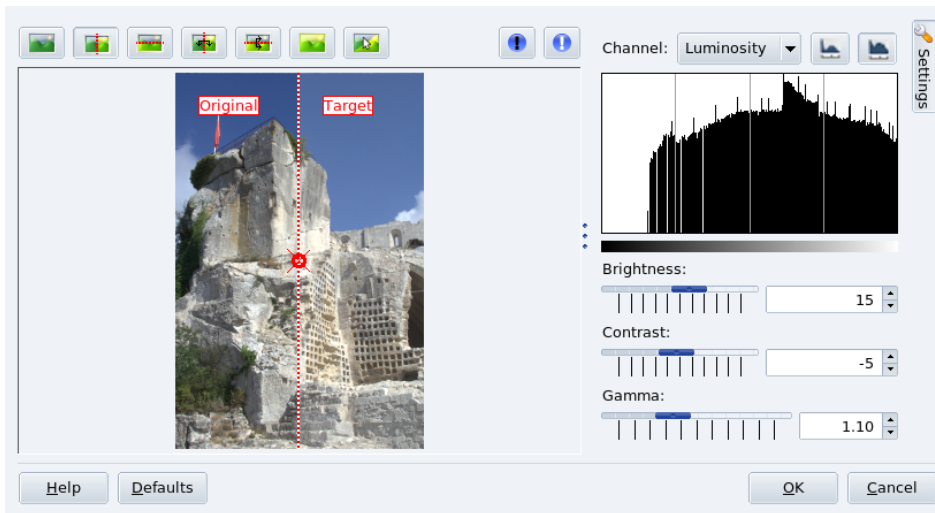 Original
Target
Channel:
Luminosity
Settings
Brightness:
15
Contrast:
-5
Gamma:
1.10
Help
Defaults
OK
Cancel